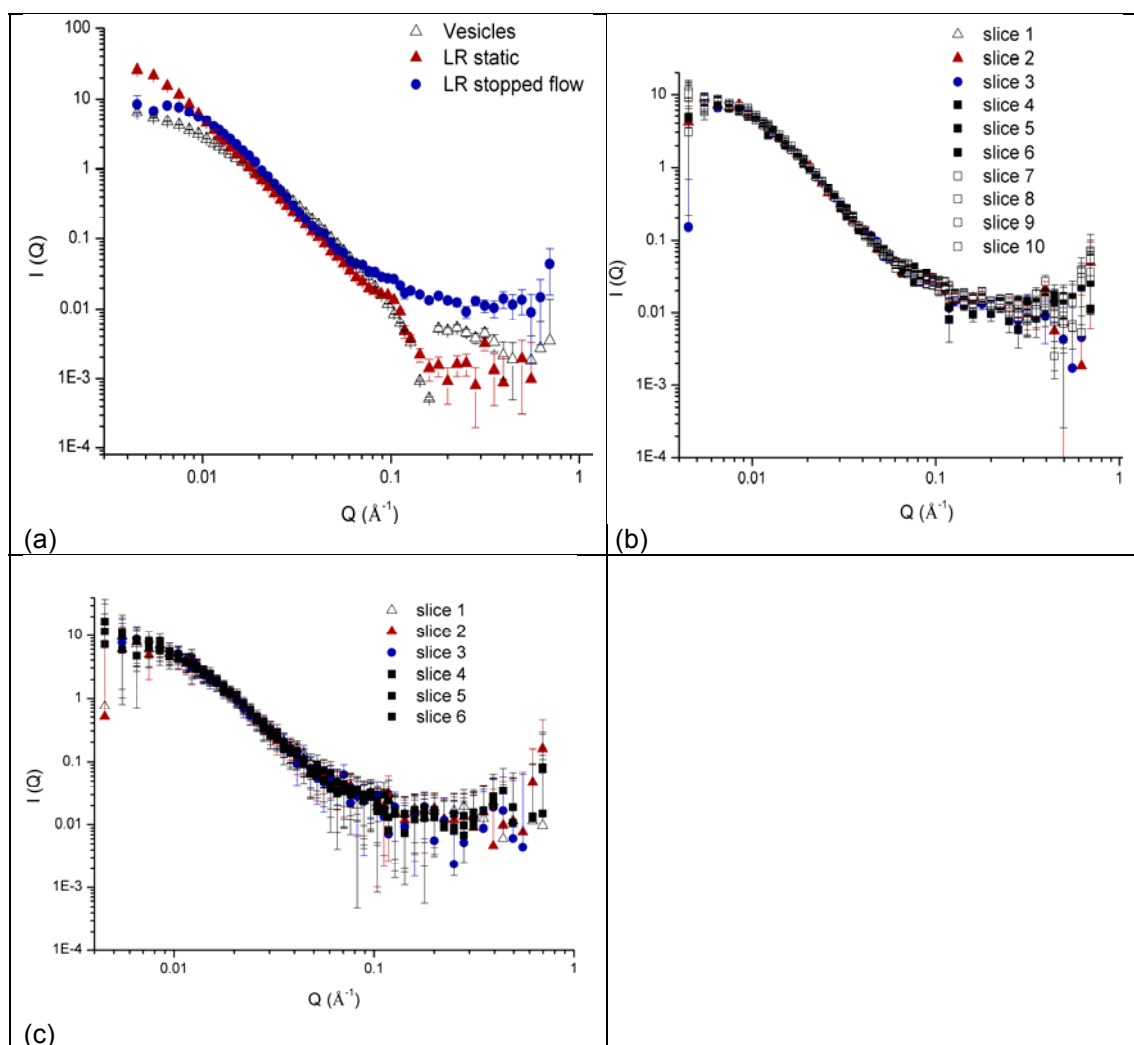 Vesicles
LR static
LR stopped flow
100
10
1
0.1
0.01
1E-3
1E-4
I (Q)
0.01
0.1
1
Q (Å⁻¹)
(a)
slice 1
slice 2
slice 3
slice 4
slice 5
slice 6
slice 7
slice 8
slice 9
slice 10
10
1
0.1
0.01
1E-3
1E-4
I (Q)
0.01
0.1
1
Q (Å⁻¹)
(b)
slice 1
slice 2
slice 3
slice 4
slice 5
slice 6
10
1
0.1
0.01
1E-3
1E-4
I (Q)
0.01
0.1
1
Q (Å⁻¹)
(c)